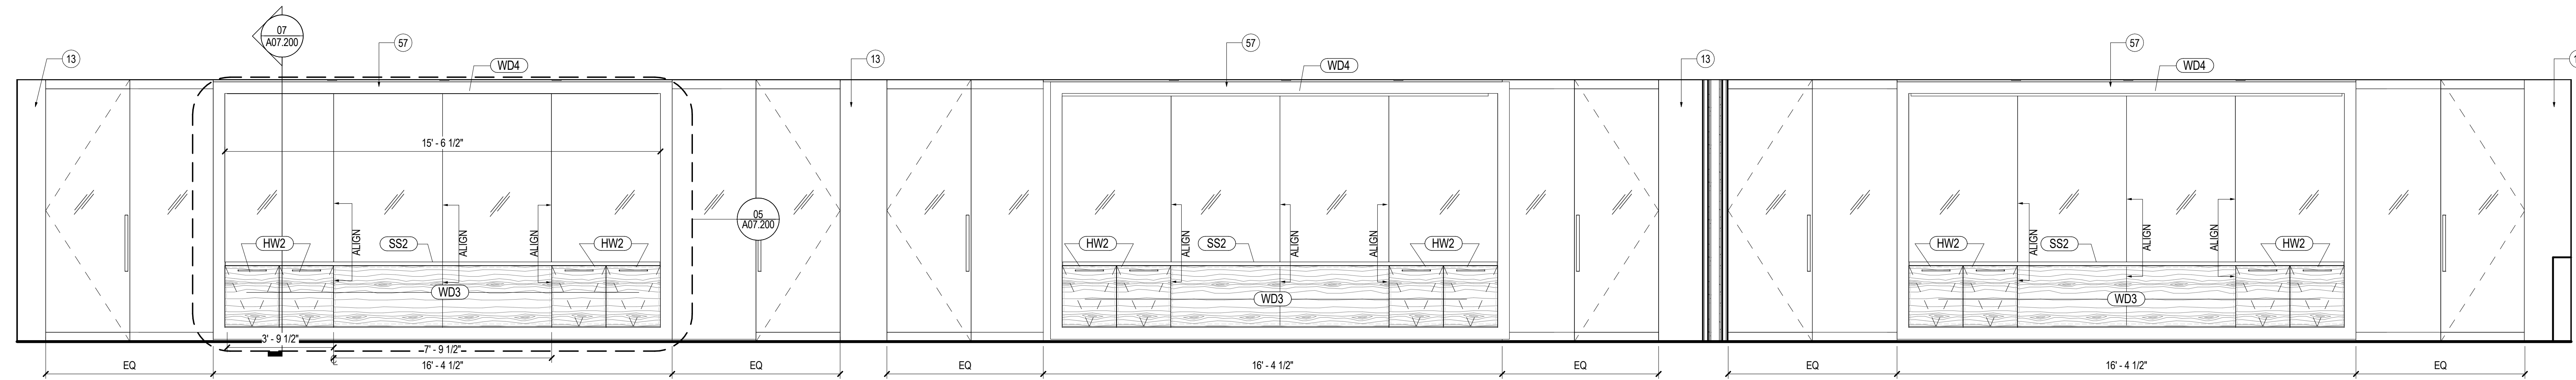 07
A07.200
57
13
WD4
13
57
WD4
13
57
WD4
15' - 6 1/2"
05
A07.200
HW2
SS2
HW2
ALIGN
ALIGN
ALIGN
WD3
HW2
SS2
HW2
ALIGN
ALIGN
ALIGN
WD3
HW2
SS2
HW2
ALIGN
ALIGN
ALIGN
WD3
3' - 9 1/2"
7' - 9 1/2"
EQ
16' - 4 1/2"
EQ
EQ
16' - 4 1/2"
EQ
EQ
16' - 4 1/2"
EQ